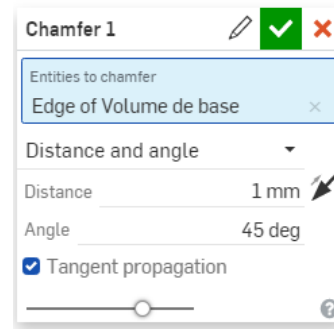 Chamfer 1
Entities to chamfer
Edge of Volume de base
Distance and angle
Distance 1 mm
Angle 45 deg
Tangent propagation